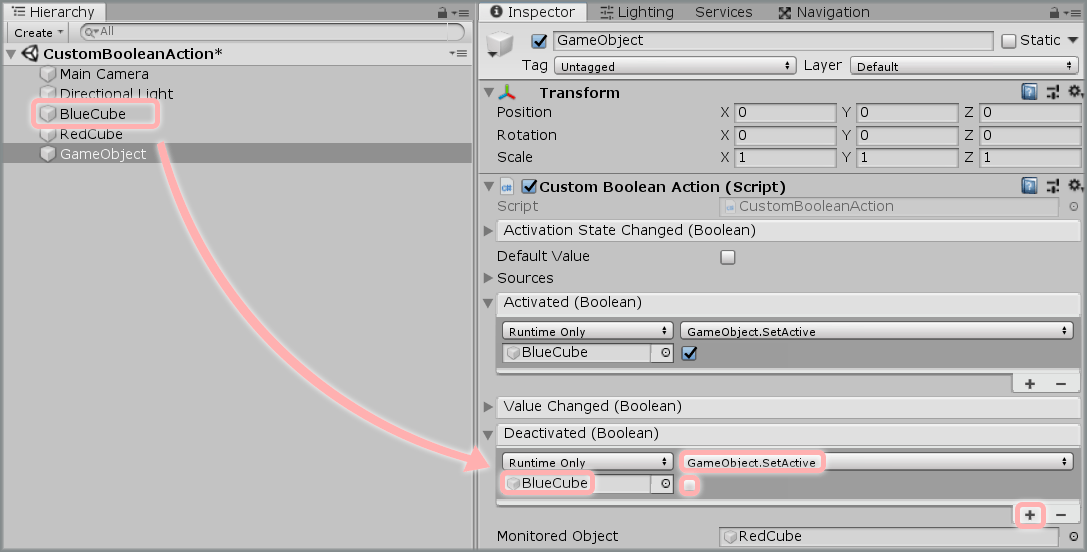 Hierarchy
Create
All
CustomBooleanAction*
Main Camera
Directional Light
BlueCube
RedCube
GameObject
Inspector Lighting Services Navigation
GameObject Static
Tag Untagged Layer Default
Transform
Position X 0 Y 0 Z 0
Rotation X 0 Y 0 Z 0
Scale X 1 Y 1 Z 1
Custom Boolean Action (Script)
Script CustomBooleanAction
Activation State Changed (Boolean)
Default Value
Sources
Activated (Boolean)
Runtime Only GameObject.SetActive
BlueCube
+ −
Value Changed (Boolean)
Deactivated (Boolean)
Runtime Only GameObject.SetActive
BlueCube
+ −
Monitored Object RedCube